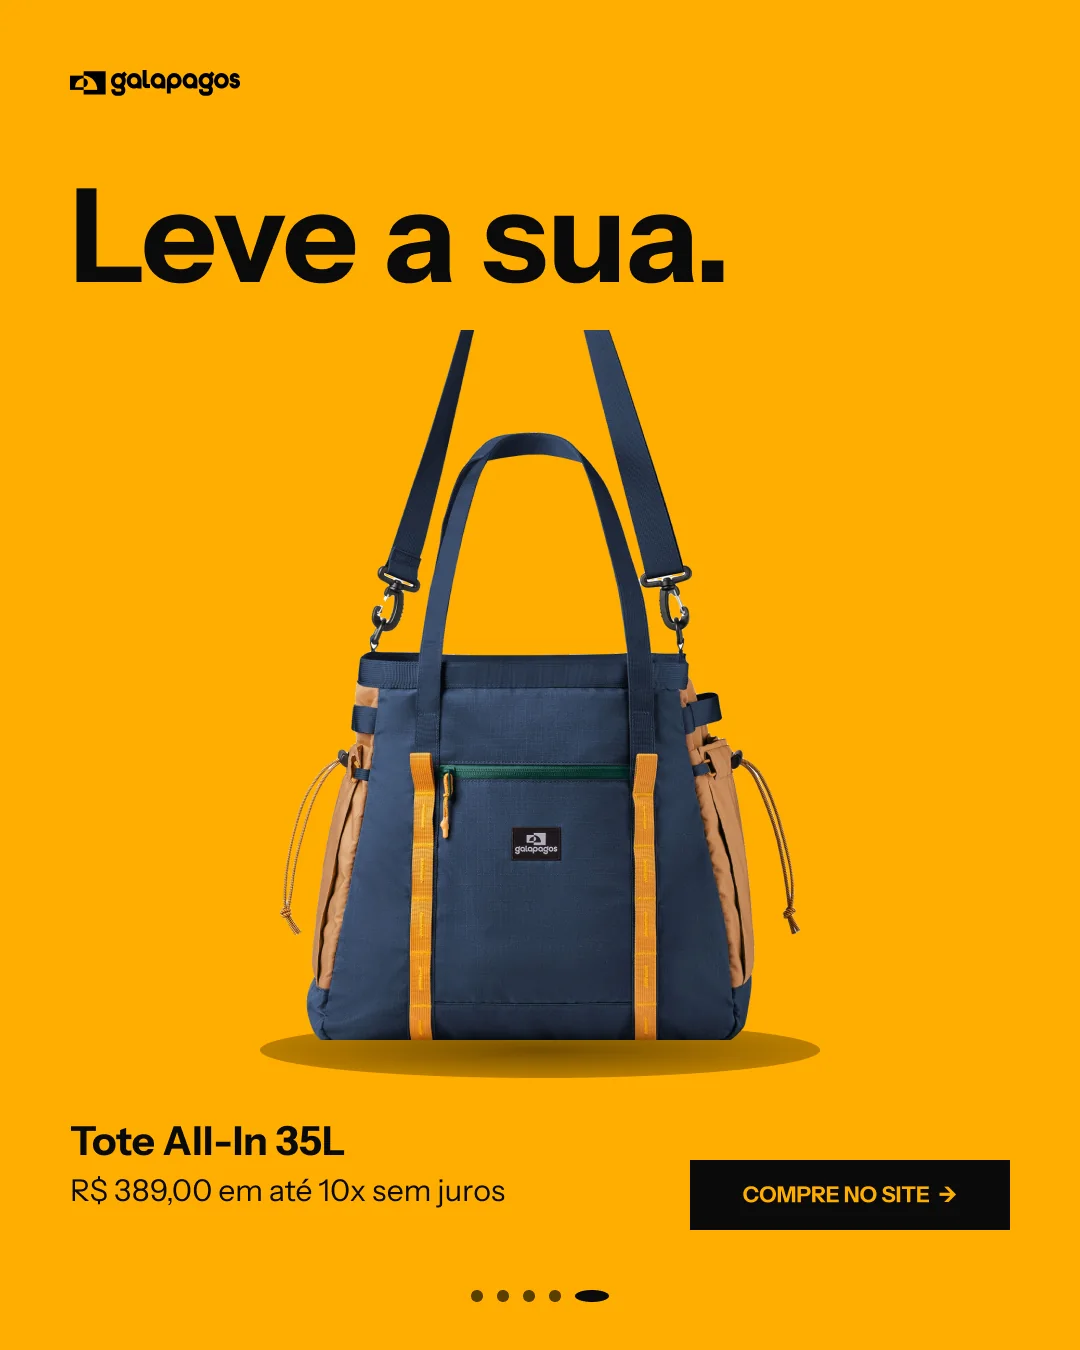 galapagos
Leve a sua.
galapagos
Tote All-In 35L
R$ 389,00 em até 10x sem juros
COMPRE NO SITE →